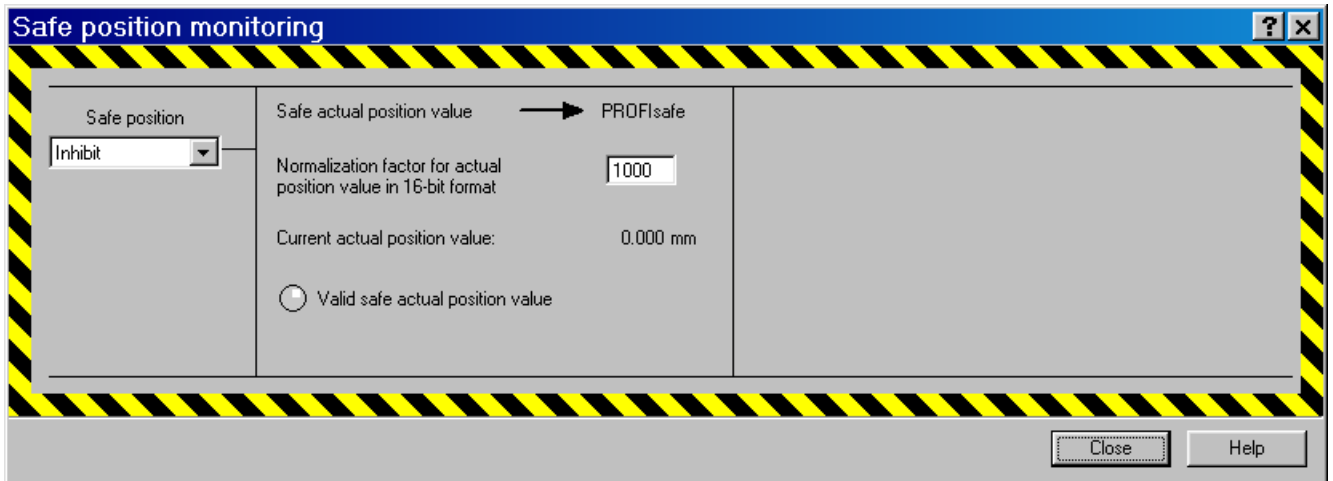 Safe position monitoring
Safe position
Inhibit
Safe actual position value
PROFIsafe
Normalization factor for actual
position value in 16-bit format
1000
Current actual position value:
0.000 mm
Valid safe actual position value
Close
Help